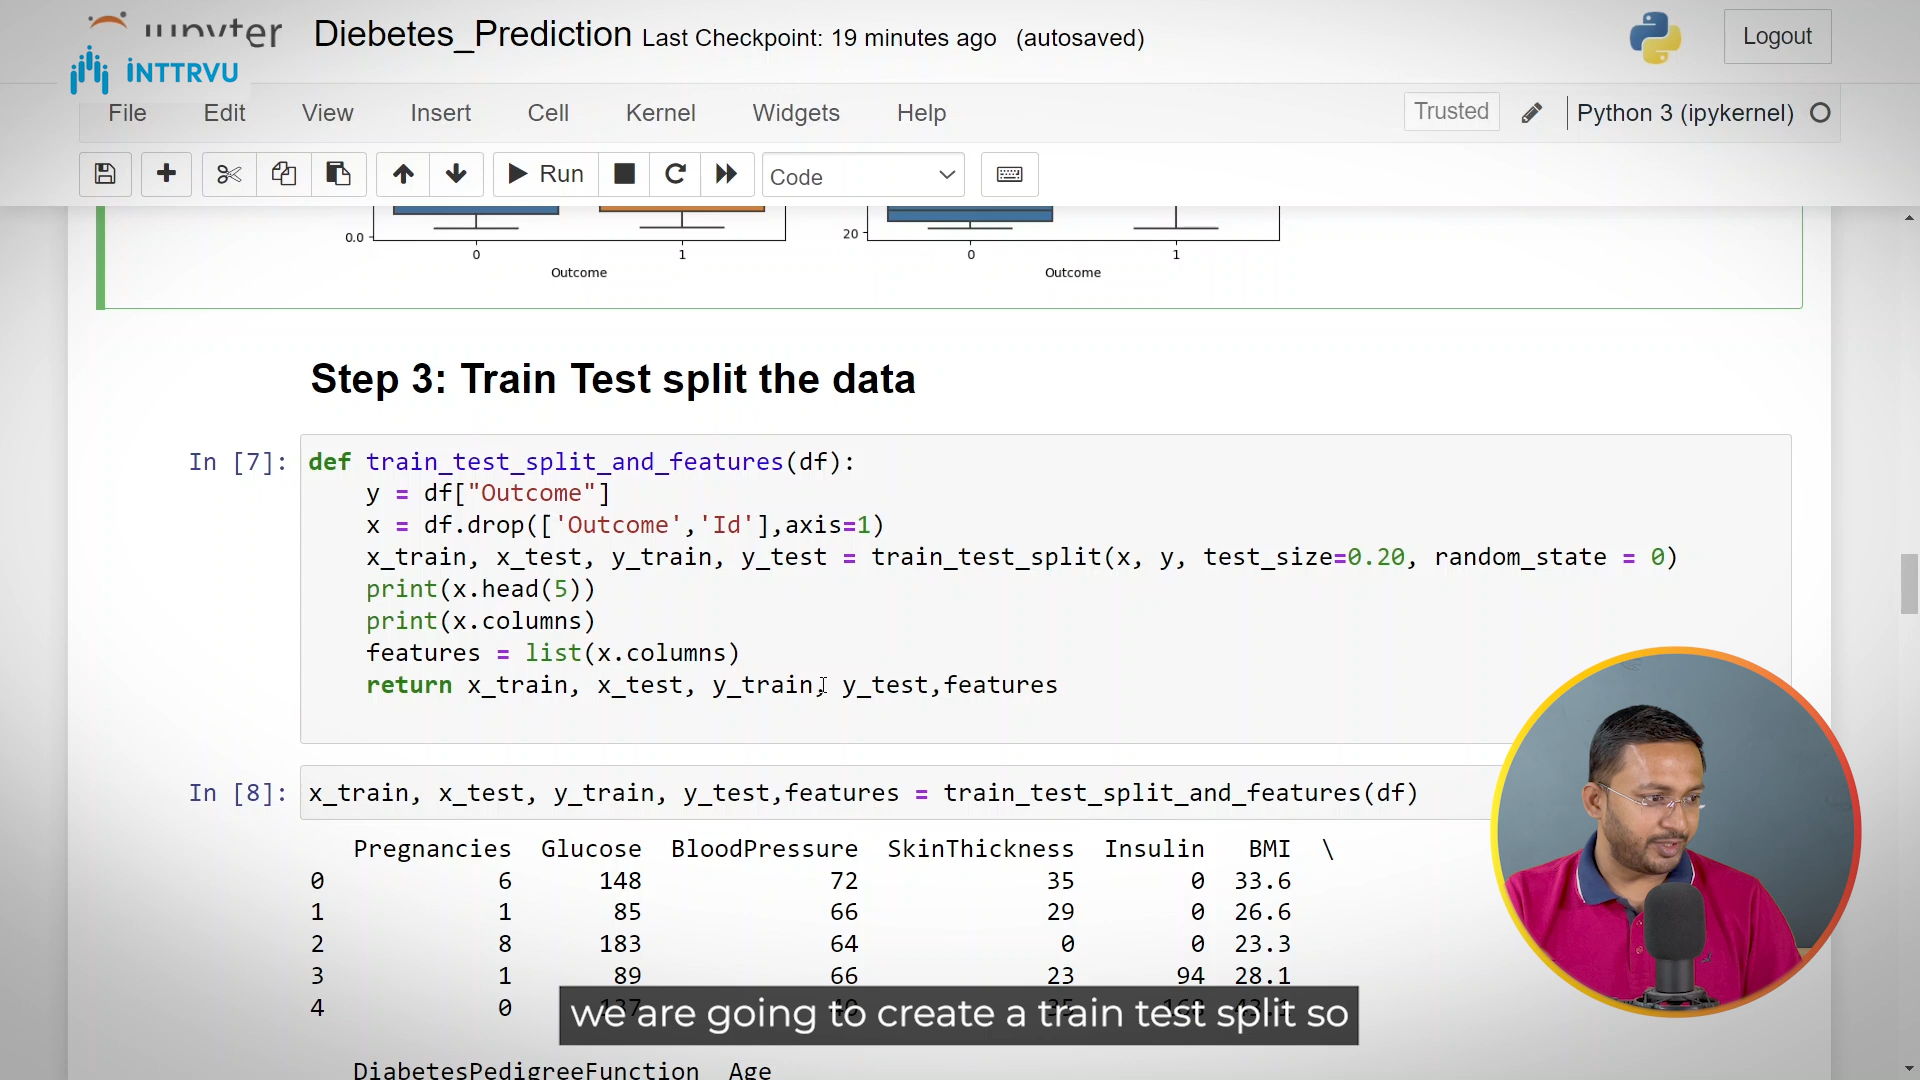 Diebetes_Prediction Last Checkpoint: 19 minutes ago (autosaved)
Logout
INTTRVU
File Edit View Insert Cell Kernel Widgets Help
Trusted
Python 3 (ipykernel)
Run
Code
0.0
20
0 1
0 1
Outcome
Outcome
Step 3: Train Test split the data
In [7]:
def train_test_split_and_features(df):
y = df["Outcome"]
x = df.drop(['Outcome','Id'],axis=1)
x_train, x_test, y_train, y_test = train_test_split(x, y, test_size=0.20, random_state = 0)
print(x.head(5))
print(x.columns)
features = list(x.columns)
return x_train, x_test, y_train, y_test,features
In [8]:
x_train, x_test, y_train, y_test,features = train_test_split_and_features(df)
Pregnancies Glucose BloodPressure SkinThickness Insulin BMI \
0 6 148 72 35 0 33.6
1 1 85 66 29 0 26.6
2 8 183 64 0 0 23.3
3 1 89 66 23 94 28.1
4 0
we are going to create a train test split so
DiabetesPedigreeFunction Age